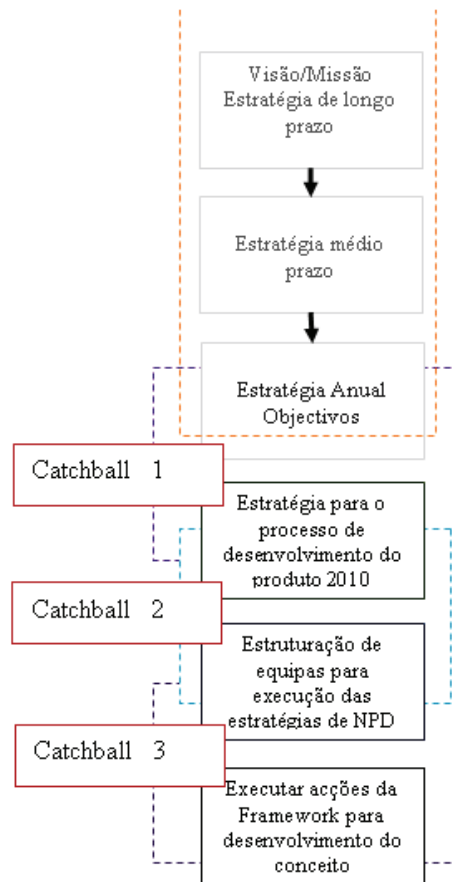 Visão/Missão
Estratégia de longo
prazo
Estratégia médio
prazo
Estratégia Anual
Objectivos
Catchball 1
Estratégia para o
processo de
desenvolvimento do
produto 2010
Catchball 2
Estruturação de
equipas para
execução das
estratégias de NPD
Catchball 3
Executar acções da
Framework para
desenvolvimento do
conceito